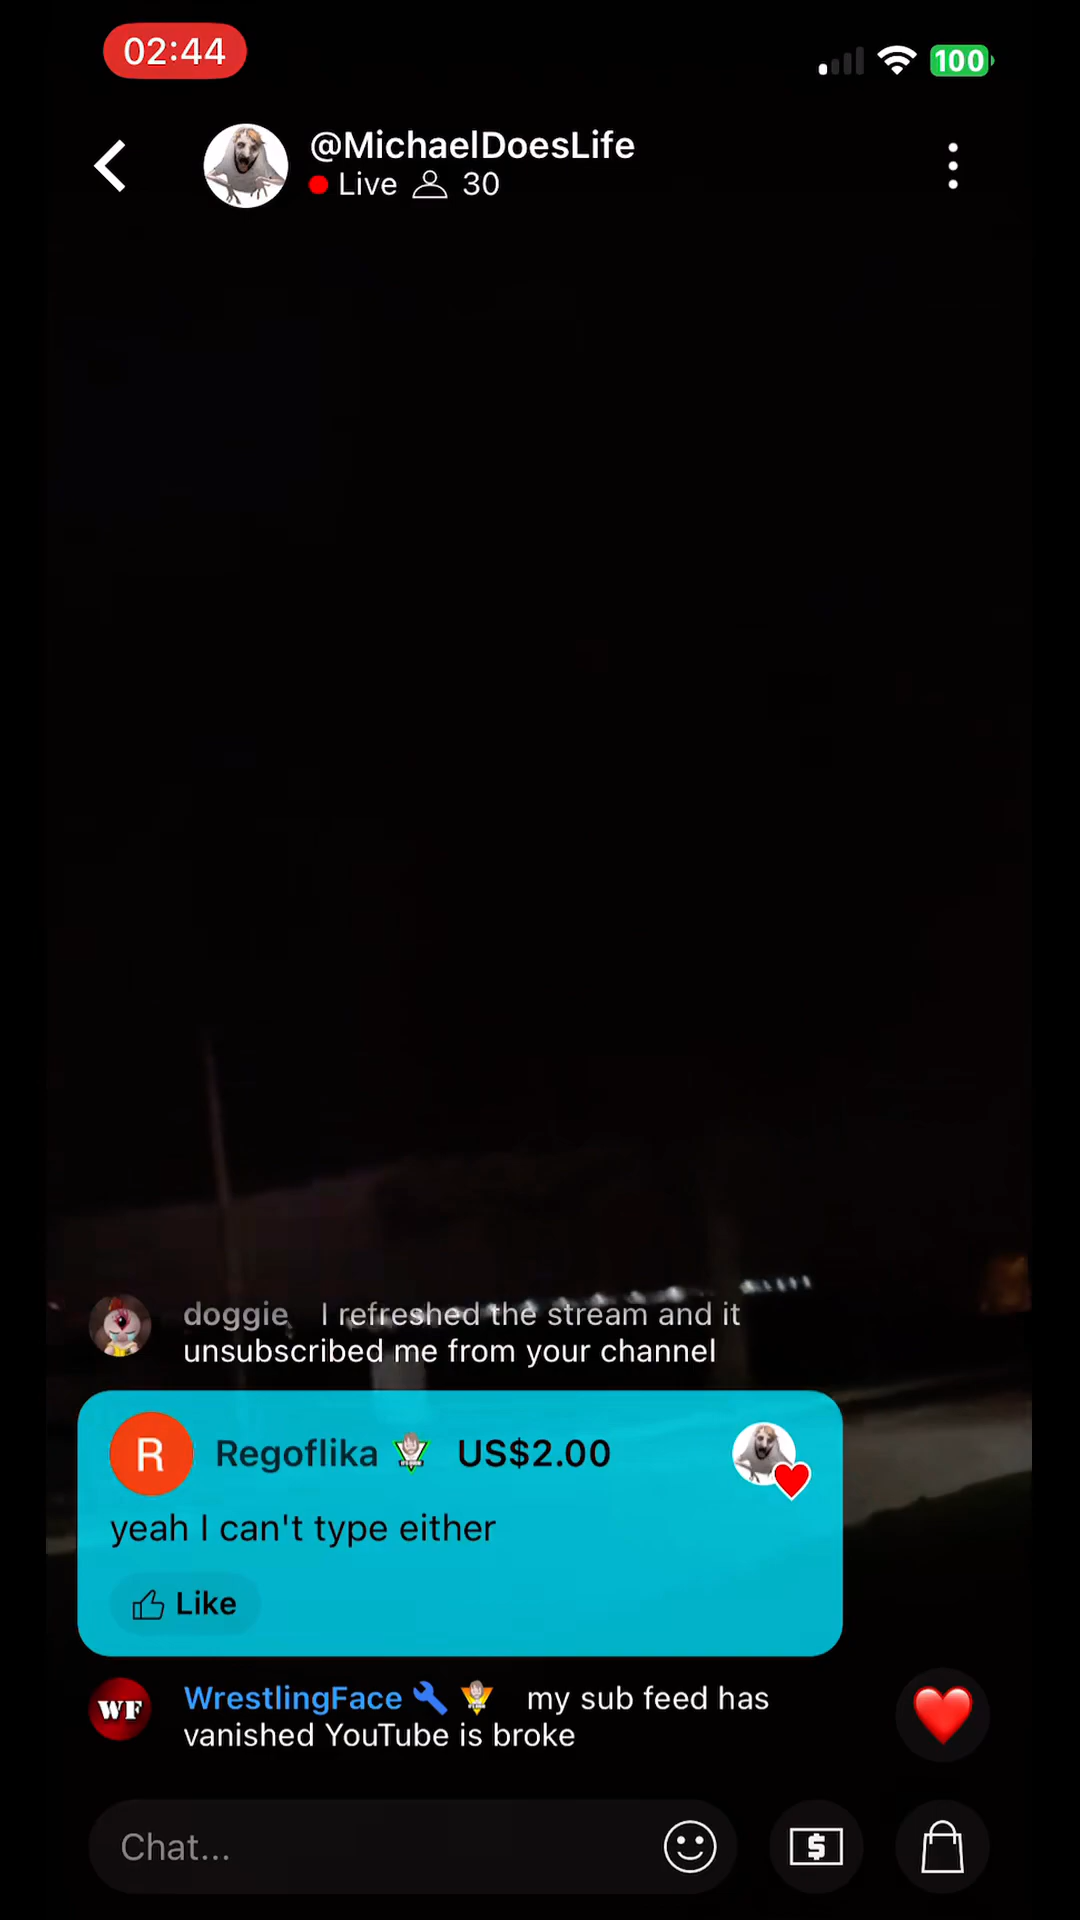 02:44
100
@MichaelDoesLife
Live 30
doggie I refreshed the stream and it
unsubscribed me from your channel
R Regoflika US$2.00
yeah I can't type either
Like
WF WrestlingFace my sub feed has
vanished YouTube is broke
Chat...